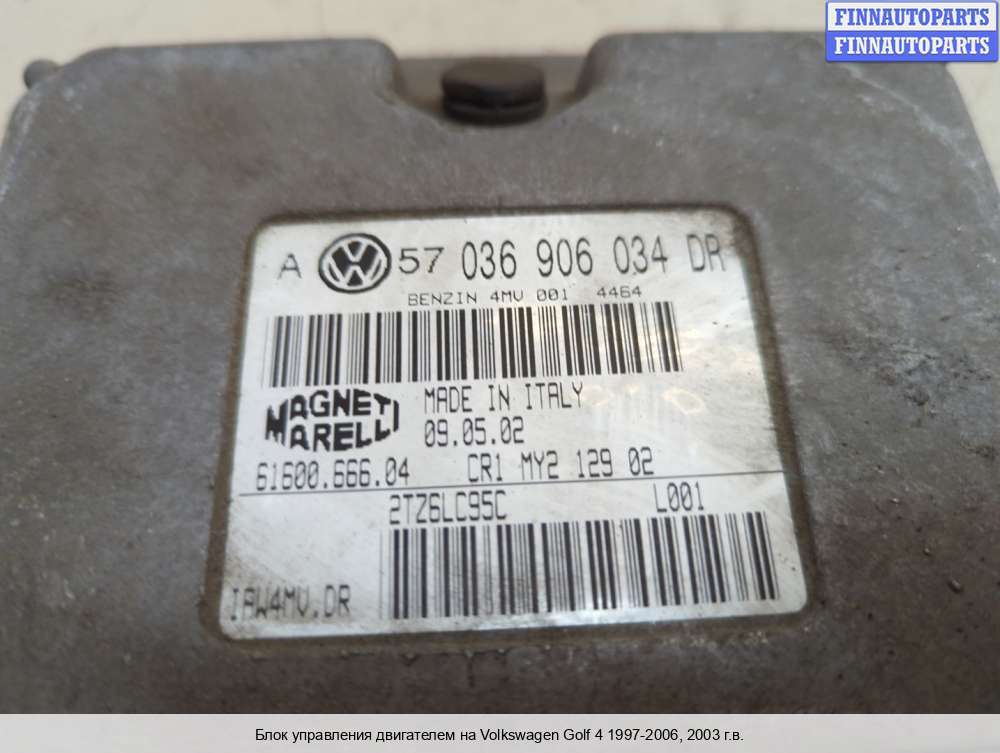 FINNAUTOPARTS
FINNAUTOPARTS
A VW 57 036 906 034 DR
BENZIN 4MV 001 4464
MAGNETI MARELLI
MADE IN ITALY
09.05.02
61600.666.04 CR1 MY2 129 02
2TZ6LC95C L001
IAW4MV.DR
Блок управления двигателем на Volkswagen Golf 4 1997-2006, 2003 г.в.